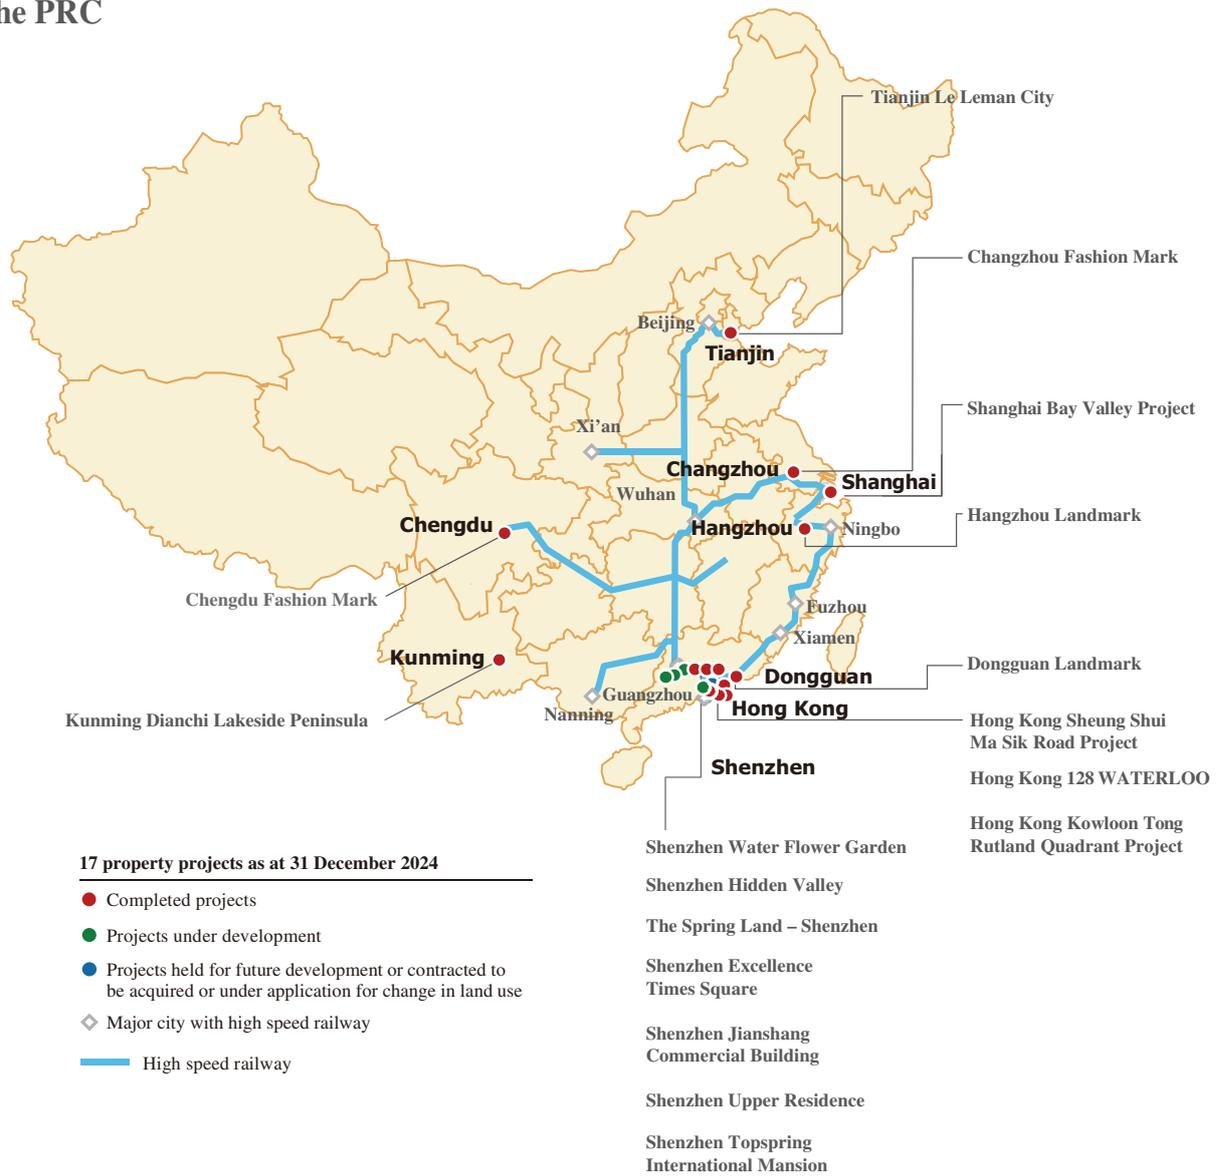 he PRC
Tianjin Le Leman City
Changzhou Fashion Mark
Beijing
Tianjin
Shanghai Bay Valley Project
Xi’an
Changzhou
Shanghai
Wuhan
Hangzhou Landmark
Chengdu
Hangzhou
Ningbo
Chengdu Fashion Mark
Fuzhou
Xiamen
Kunming
Dongguan Landmark
Dongguan
Guangzhou
Hong Kong
Nanning
Kunming Dianchi Lakeside Peninsula
Hong Kong Sheung Shui
Ma Sik Road Project
Shenzhen
Hong Kong 128 WATERLOO
Hong Kong Kowloon Tong
Rutland Quadrant Project
Shenzhen Water Flower Garden
Shenzhen Hidden Valley
The Spring Land – Shenzhen
Shenzhen Excellence
Times Square
Shenzhen Jianshang
Commercial Building
Shenzhen Upper Residence
Shenzhen Topspring
International Mansion
17 property projects as at 31 December 2024
Completed projects
Projects under development
Projects held for future development or contracted to
be acquired or under application for change in land use
Major city with high speed railway
High speed railway